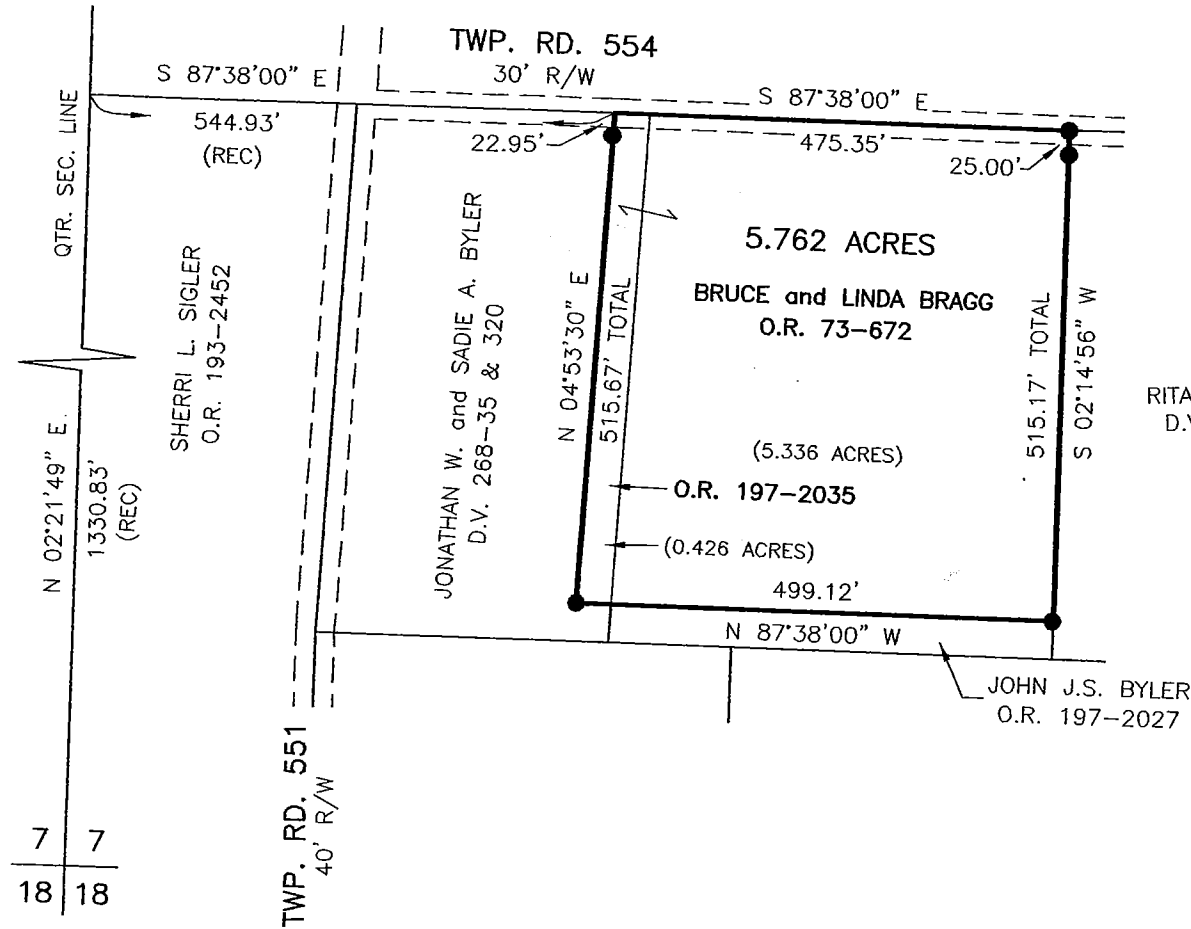 TWP. RD. 554
30' R/W
S 87°38'00" E
S 87°38'00" E
544.93'
(REC)
22.95'
475.35'
25.00'
QTR. SEC. LINE
SHERRI L. SIGLER
O.R. 193-2452
JONATHAN W. and SADIE A. BYLER
D.V. 268-35 & 320
N 04°53'30" E
515.67' TOTAL
5.762 ACRES
BRUCE and LINDA BRAGG
O.R. 73-672
515.17' TOTAL
S 02°14'56" W
RITA
D.V
(5.336 ACRES)
O.R. 197-2035
(0.426 ACRES)
499.12'
N 87°38'00" W
JOHN J.S. BYLER
O.R. 197-2027
N 02°21'49" E.
1330.83'
(REC)
TWP. RD. 551
40' R/W
7 7
18 18